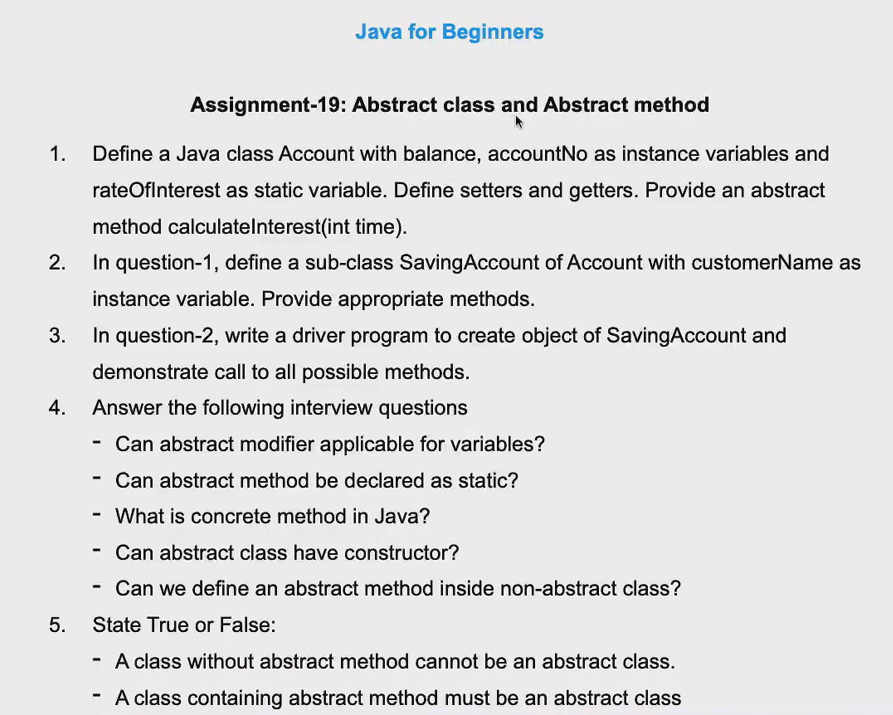 Java for Beginners
Assignment-19: Abstract class and Abstract method
1. Define a Java class Account with balance, accountNo as instance variables and
rateOfInterest as static variable. Define setters and getters. Provide an abstract
method calculateInterest(int time).
2. In question-1, define a sub-class SavingAccount of Account with customerName as
instance variable. Provide appropriate methods.
3. In question-2, write a driver program to create object of SavingAccount and
demonstrate call to all possible methods.
4. Answer the following interview questions
- Can abstract modifier applicable for variables?
- Can abstract method be declared as static?
- What is concrete method in Java?
- Can abstract class have constructor?
- Can we define an abstract method inside non-abstract class?
5. State True or False:
- A class without abstract method cannot be an abstract class.
- A class containing abstract method must be an abstract class